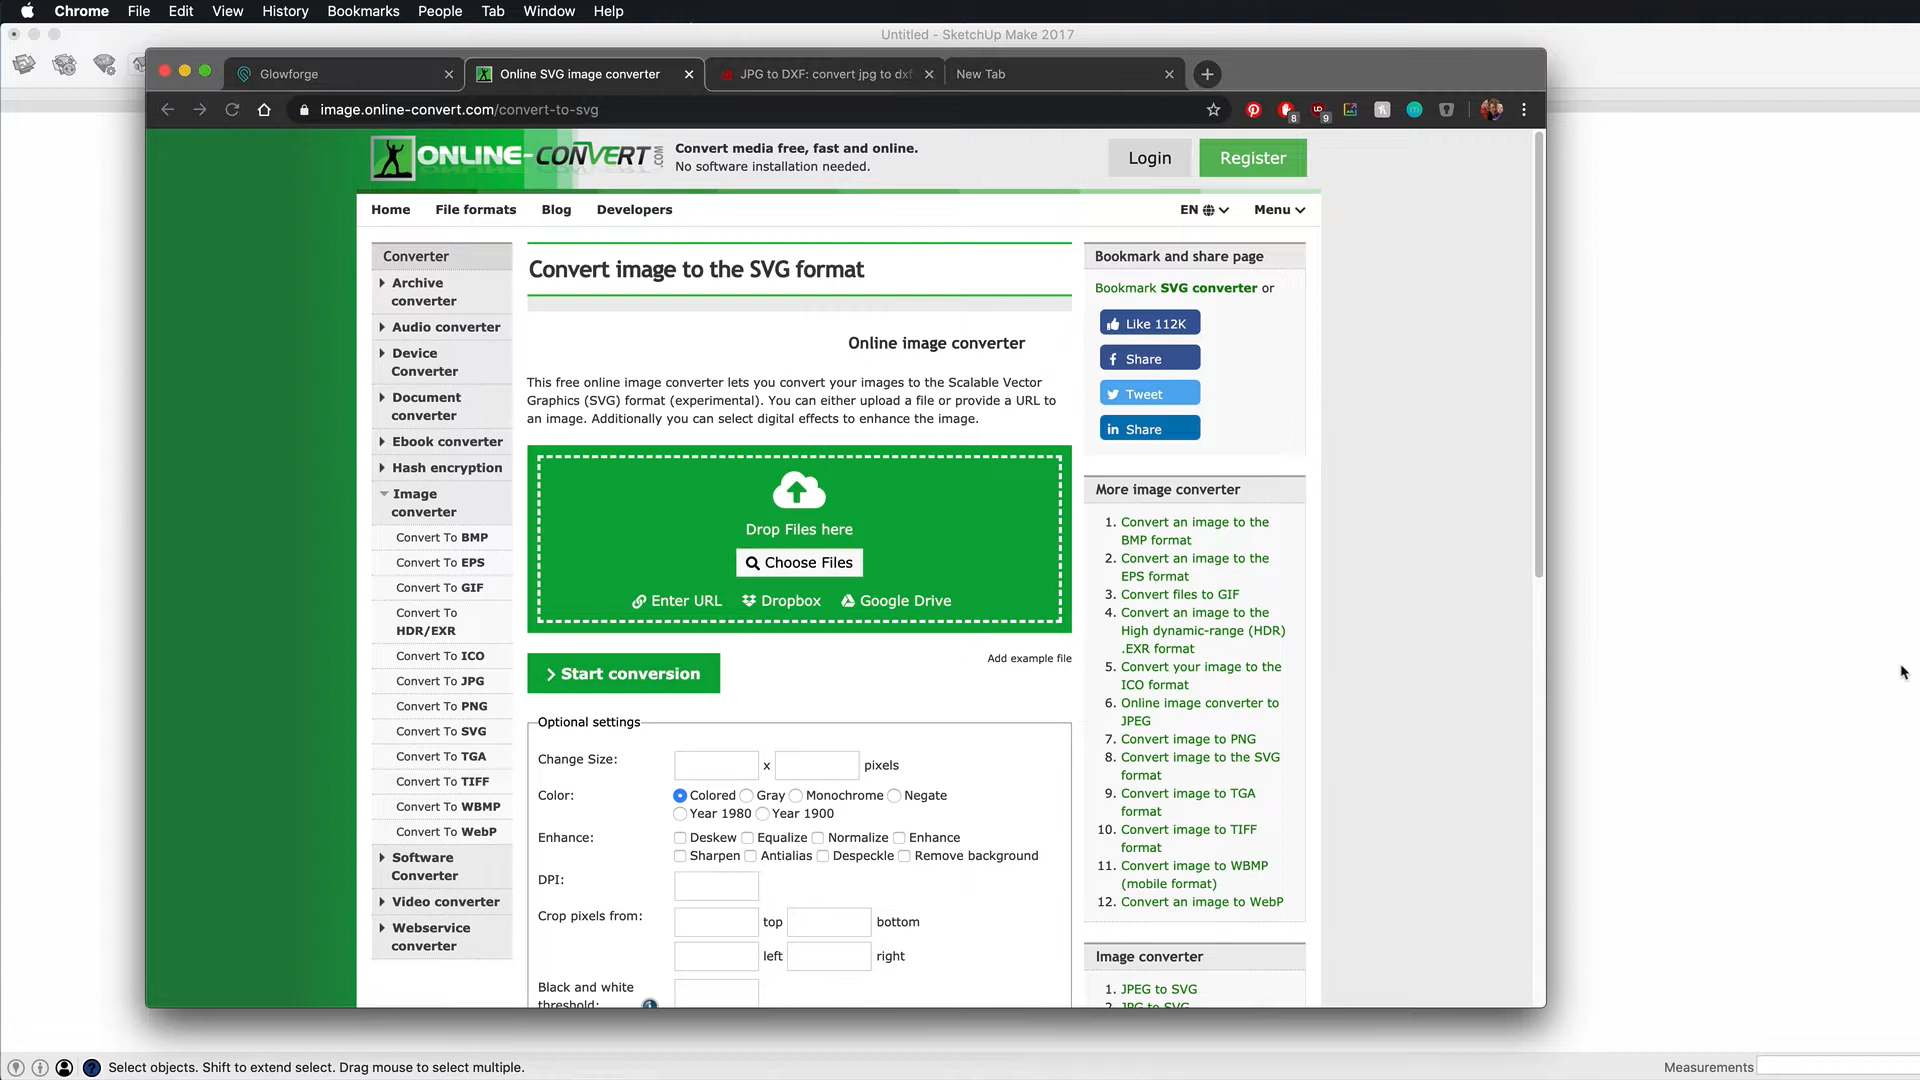 Chrome File Edit View History Bookmarks People Tab Window Help
Untitled - SketchUp Make 2017
Glowforge
Online SVG image converter
JPG to DXF: convert jpg to dxf
New Tab
image.online-convert.com/convert-to-svg
8
9
ONLINE-CONVERT.COM
Convert media free, fast and online.
No software installation needed.
Login
Register
Home File formats Blog Developers
EN
Menu
Converter
Archive
converter
Audio converter
Device
Converter
Document
converter
Ebook converter
Hash encryption
Image
converter
Convert To BMP
Convert To EPS
Convert To GIF
Convert To
HDR/EXR
Convert To ICO
Convert To JPG
Convert To PNG
Convert To SVG
Convert To TGA
Convert To TIFF
Convert To WBMP
Convert To WebP
Software
Converter
Video converter
Webservice
converter
Convert image to the SVG format
Online image converter
This free online image converter lets you convert your images to the Scalable Vector
Graphics (SVG) format (experimental). You can either upload a file or provide a URL to
an image. Additionally you can select digital effects to enhance the image.
Drop Files here
Choose Files
Enter URL Dropbox Google Drive
Add example file
Start conversion
Optional settings
Change Size: x pixels
Color: Colored Gray Monochrome Negate
Year 1980 Year 1900
Enhance: Deskew Equalize Normalize Enhance
Sharpen Antialias Despeckle Remove background
DPI:
Crop pixels from: top bottom
left right
Black and white
threshold:
Bookmark and share page
Bookmark SVG converter or
Like 112K
Share
Tweet
Share
More image converter
1. Convert an image to the
BMP format
2. Convert an image to the
EPS format
3. Convert files to GIF
4. Convert an image to the
High dynamic-range (HDR)
.EXR format
5. Convert your image to the
ICO format
6. Online image converter to
JPEG
7. Convert image to PNG
8. Convert image to the SVG
format
9. Convert image to TGA
format
10. Convert image to TIFF
format
11. Convert image to WBMP
(mobile format)
12. Convert an image to WebP
Image converter
1. JPEG to SVG
2. JPG to SVG
Select objects. Shift to extend select. Drag mouse to select multiple.
Measurements